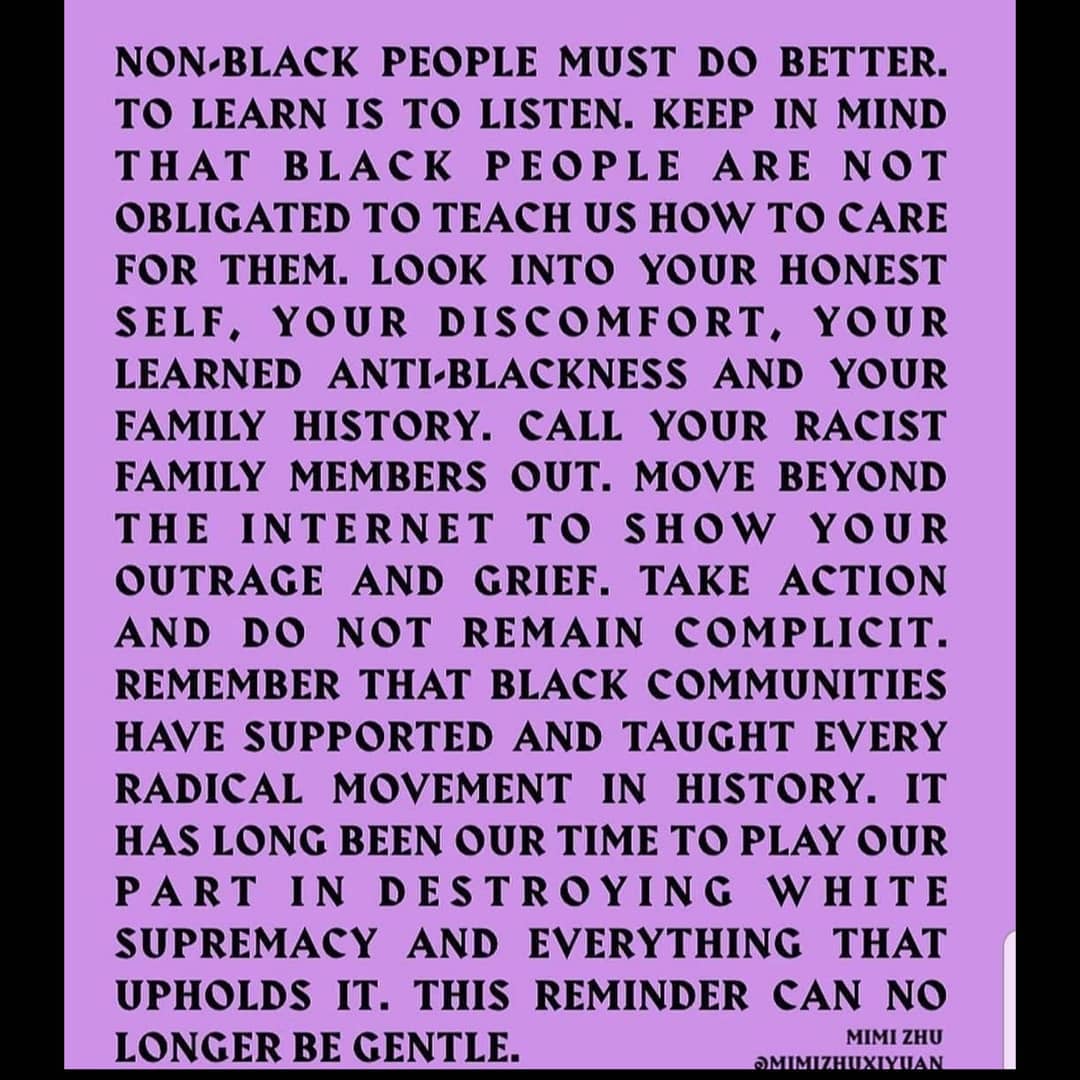 NON-BLACK PEOPLE MUST DO BETTER.
TO LEARN IS TO LISTEN. KEEP IN MIND
THAT BLACK PEOPLE ARE NOT
OBLIGATED TO TEACH US HOW TO CARE
FOR THEM. LOOK INTO YOUR HONEST
SELF, YOUR DISCOMFORT, YOUR
LEARNED ANTI-BLACKNESS AND YOUR
FAMILY HISTORY. CALL YOUR RACIST
FAMILY MEMBERS OUT. MOVE BEYOND
THE INTERNET TO SHOW YOUR
OUTRAGE AND GRIEF. TAKE ACTION
AND DO NOT REMAIN COMPLICIT.
REMEMBER THAT BLACK COMMUNITIES
HAVE SUPPORTED AND TAUGHT EVERY
RADICAL MOVEMENT IN HISTORY. IT
HAS LONG BEEN OUR TIME TO PLAY OUR
PART IN DESTROYING WHITE
SUPREMACY AND EVERYTHING THAT
UPHOLDS IT. THIS REMINDER CAN NO
LONGER BE GENTLE.
MIMI ZHU
@MIMIZHUXIYUAN